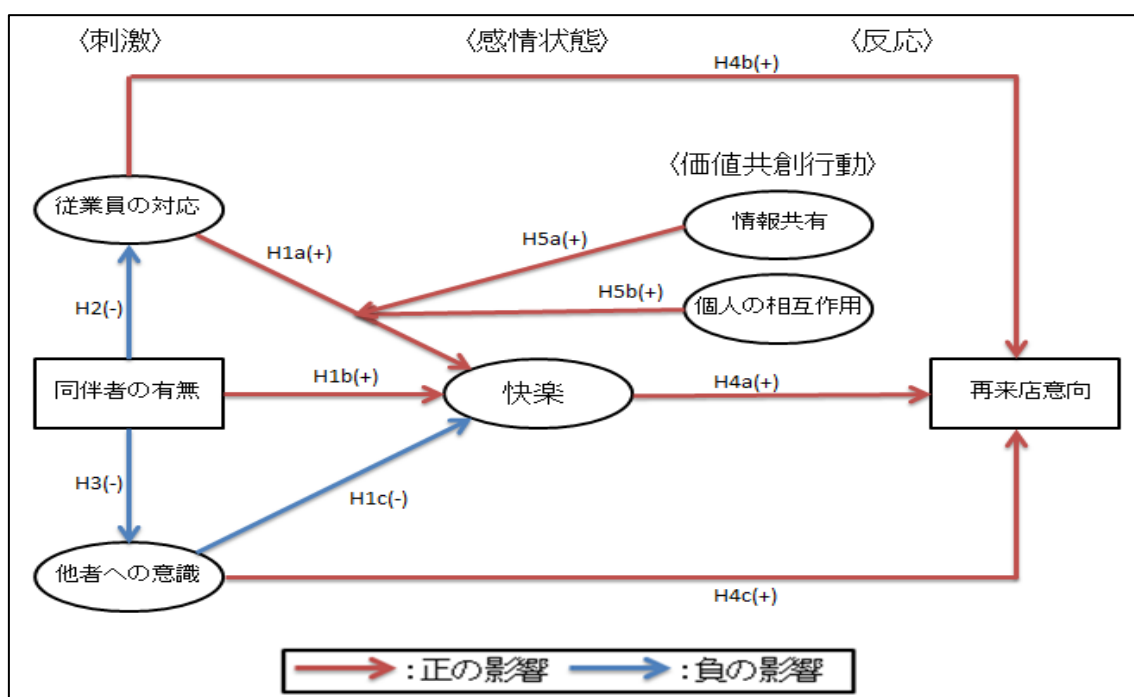 〈刺激〉
〈感情状態〉
〈反応〉
H4b(+)
〈価値共創行動〉
従業員の対応
情報共有
H1a(+)
H5a(+)
H5b(+)
個人の相互作用
H2(-)
同伴者の有無
H1b(+)
快楽
H4a(+)
再来店意向
H3(-)
H1c(-)
他者への意識
H4c(+)
:正の影響
:負の影響